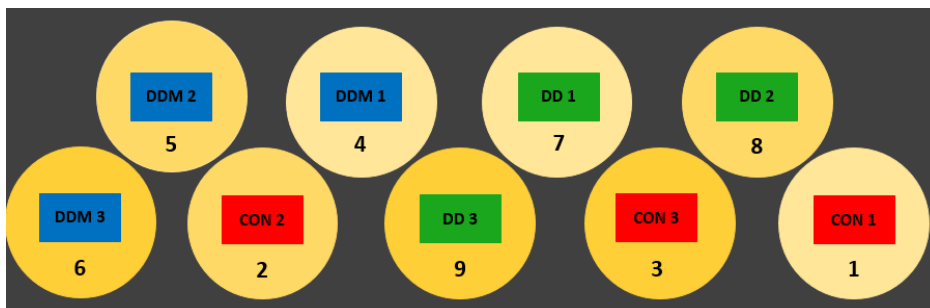 DDM 2
5
DDM 1
4
DD 1
7
DD 2
8
DDM 3
6
CON 2
2
DD 3
9
CON 3
3
CON 1
1